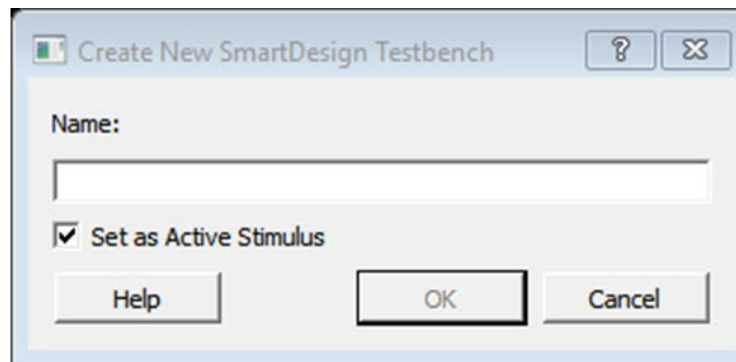 Create New SmartDesign Testbench
Name:
Set as Active Stimulus
Help OK Cancel